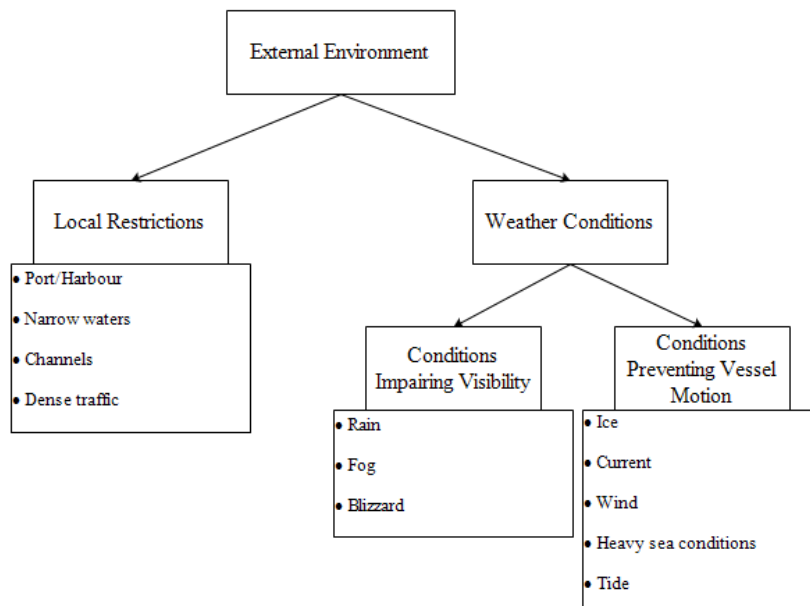 External Environment
Local Restrictions
• Port/Harbour
• Narrow waters
• Channels
• Dense traffic
Weather Conditions
Conditions
Impairing Visibility
• Rain
• Fog
• Blizzard
Conditions
Preventing Vessel
Motion
• Ice
• Current
• Wind
• Heavy sea conditions
• Tide